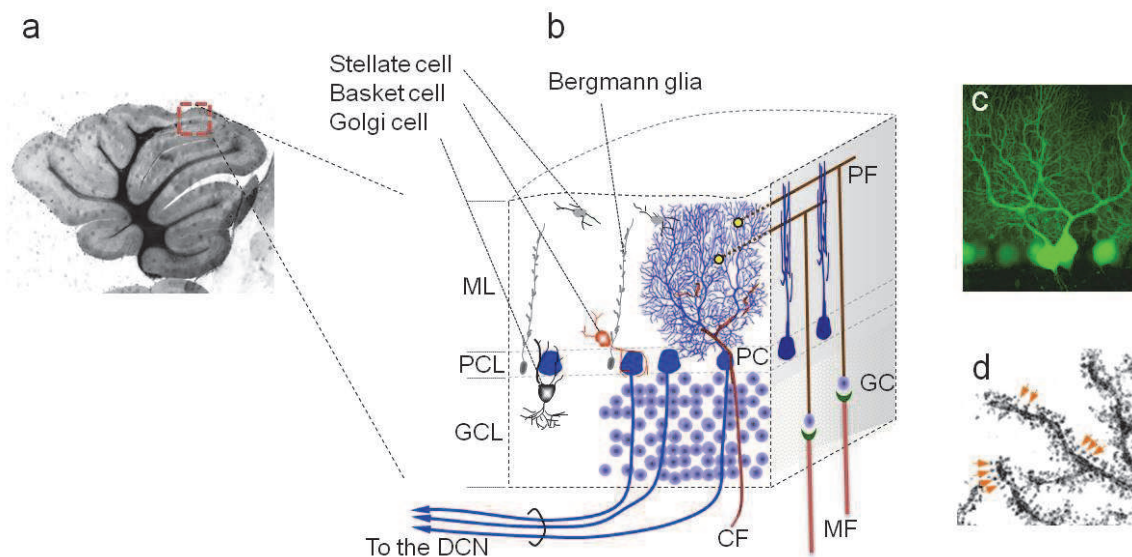 a
b
Stellate cell
Basket cell
Golgi cell
Bergmann glia
c
PF
ML
PCL
PC
GC
d
GCL
To the DCN
CF
MF